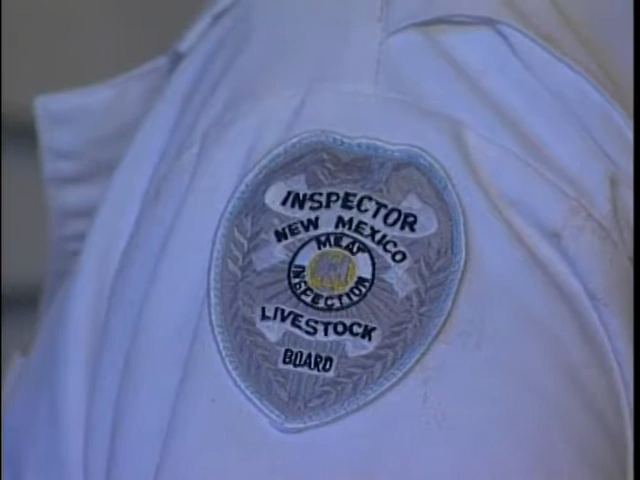 INSPECTOR
NEW MEXICO
MEAT
INSPECTION
LIVESTOCK
BOARD